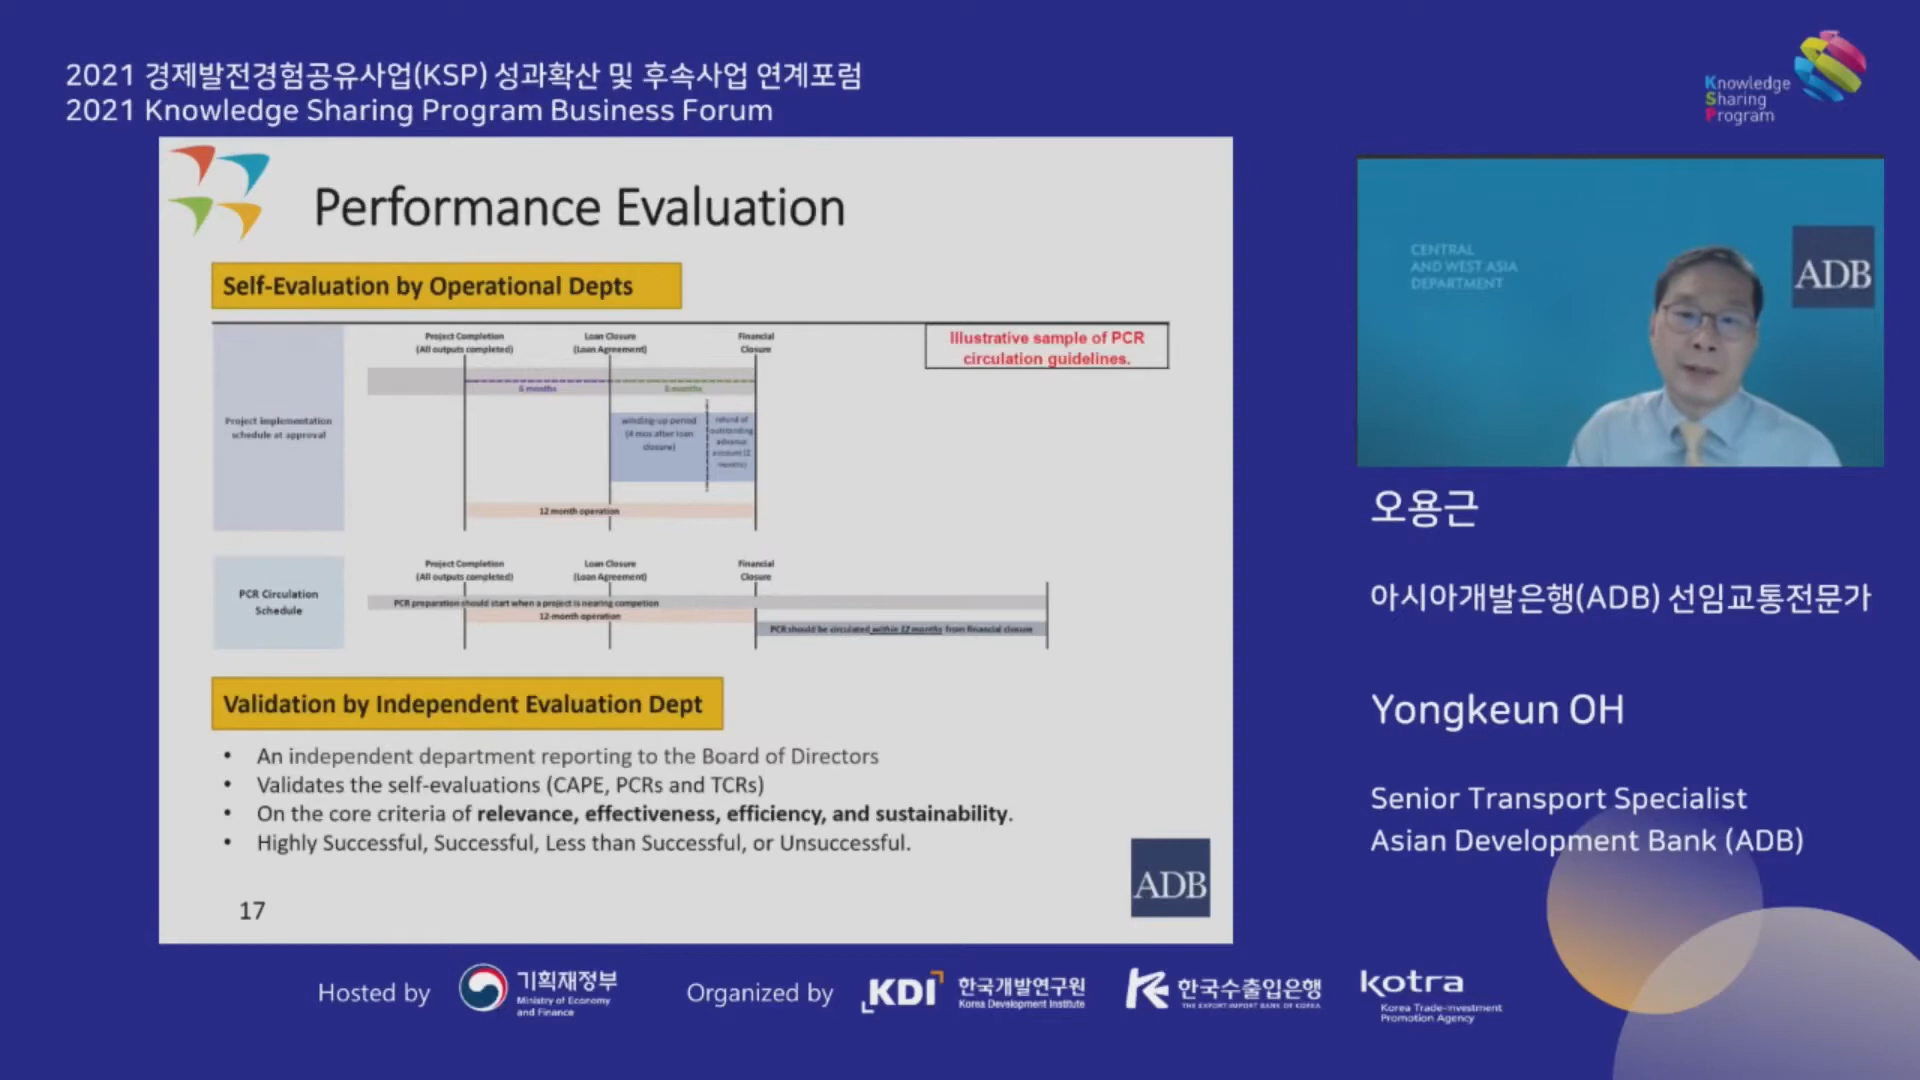 2021 경제발전경험공유사업(KSP) 성과확산 및 후속사업 연계포럼
2021 Knowledge Sharing Program Business Forum
Knowledge
Sharing
Program
Performance Evaluation
Self-Evaluation by Operational Depts
Illustrative sample of PCR
circulation guidelines.
Project Completion
(All outputs completed)
Loan Closure
(Loan Agreement)
Financial
Closure
6 months
6 months
Project implementation
schedule at approval
winding-up period
(4 mos after loan
closure)
refund of
outstanding
advance
account (2
months)
12 month operation
Project Completion
(All outputs completed)
Loan Closure
(Loan Agreement)
Financial
Closure
PCR Circulation
Schedule
PCR preparation should start when a project is nearing competion
12-month operation
PCR should be circulated within 12 months from financial closure
Validation by Independent Evaluation Dept
• An independent department reporting to the Board of Directors
• Validates the self-evaluations (CAPE, PCRs and TCRs)
• On the core criteria of relevance, effectiveness, efficiency, and sustainability.
• Highly Successful, Successful, Less than Successful, or Unsuccessful.
17
ADB
CENTRAL
AND WEST ASIA
DEPARTMENT
ADB
오용근
아시아개발은행(ADB) 선임교통전문가
Yongkeun OH
Senior Transport Specialist
Asian Development Bank (ADB)
Hosted by
기획재정부
Ministry of Economy
and Finance
Organized by
KDI
한국개발연구원
Korea Development Institute
한국수출입은행
THE EXPORT-IMPORT BANK OF KOREA
kotra
Korea Trade-Investment
Promotion Agency